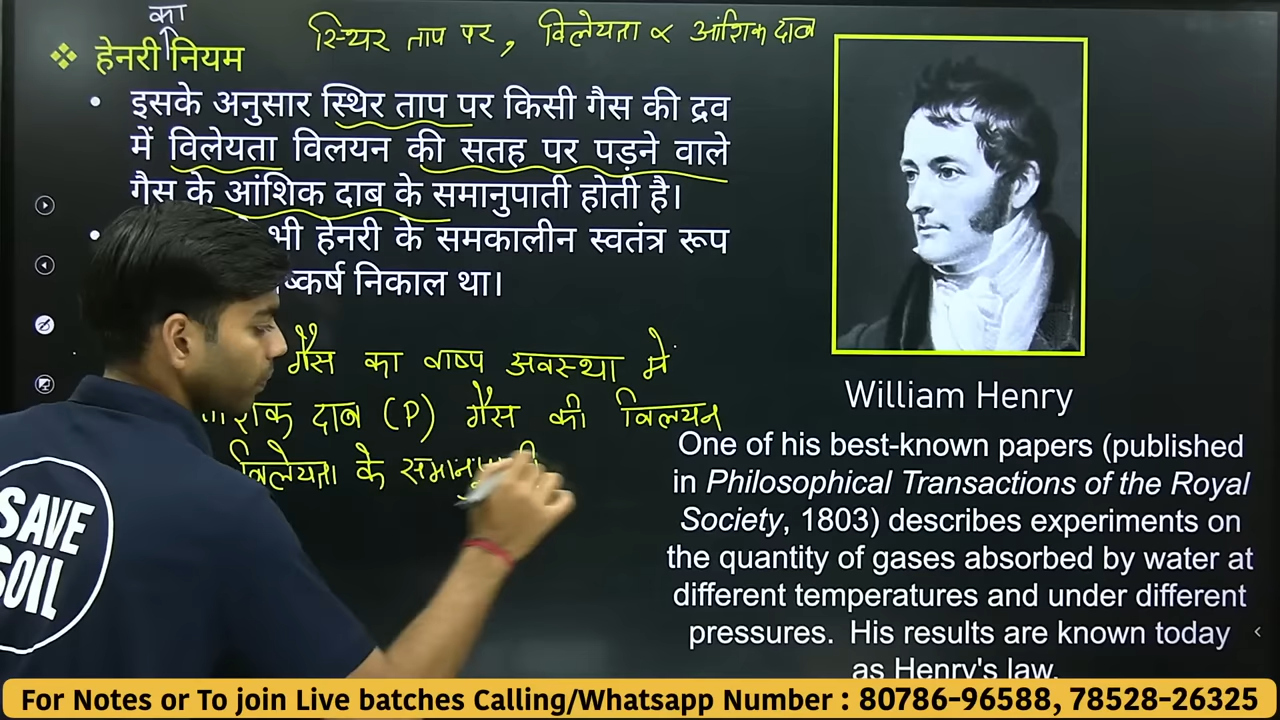 का
❖ हेनरी नियम
स्थिर ताप पर, विलेयता ∝ आंशिक दाब
• इसके अनुसार स्थिर ताप पर किसी गैस की द्रव
में विलेयता विलयन की सतह पर पड़ने वाले
गैस के आंशिक दाब के समानुपाती होती है।
• भी हेनरी के समकालीन स्वतंत्र रूप
निकाल था।
गैस का वाष्प अवस्था में
दाब (P) गैस की विलयन
विलेयता के
William Henry
One of his best-known papers (published
in Philosophical Transactions of the Royal
Society, 1803) describes experiments on
the quantity of gases absorbed by water at
different temperatures and under different
pressures. His results are known today
as Henry's law.
SAVE
SOIL
For Notes or To join Live batches Calling/Whatsapp Number : 80786-96588, 78528-26325